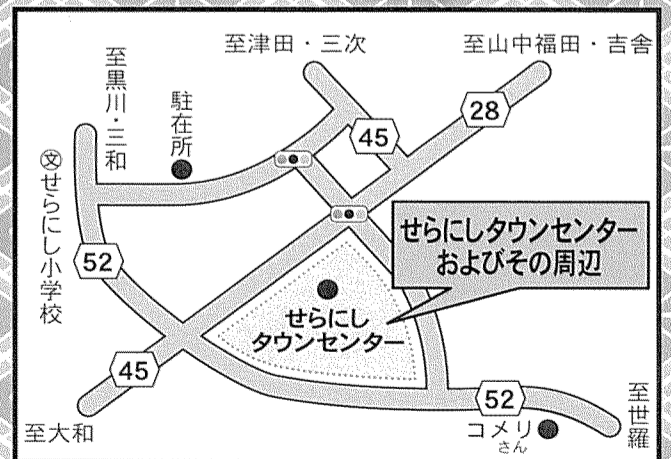 至津田・三次
至山中福田・吉舎
至黒川・三和
駐在所
28
45
文せらにし小学校
52
せらにしタウンセンター
およびその周辺
せらにし
タウンセンター
45
52
至大和
コメリ
さん
至世羅